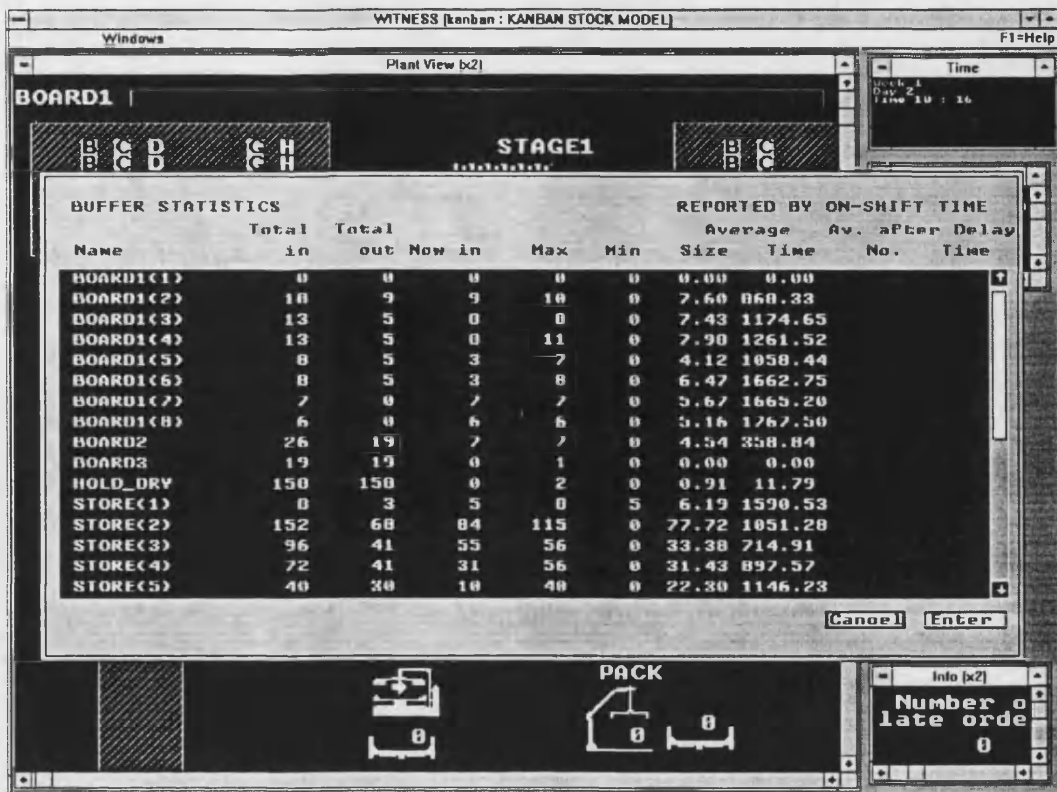 WITNESS [kanban : KANBAN STOCK MODEL]
Windows F1=Help
Plant View (x2)
Time
BOARD1
Week 1
Day 2
Time 10 : 16
B C D G H STAGE1 B C
B C D G H B C
BUFFER STATISTICS REPORTED BY ON-SHIFT TIME
Total Total Average Av. after Delay
Name in out Now in Max Min Size Time No. Time
BOARD1(1) 0 0 0 0 0 0.00 0.00
BOARD1(2) 18 9 9 10 0 7.60 868.33
BOARD1(3) 13 5 0 7.43 1174.65
BOARD1(4) 13 5 11 0 7.98 1261.52
BOARD1(5) 8 5 3 7 0 4.12 1058.44
BOARD1(6) 8 5 3 8 0 6.47 1662.75
BOARD1(7) 7 0 7 7 0 5.67 1665.20
BOARD1(8) 6 0 6 6 0 5.16 1767.50
BOARD2 26 19 7 7 0 4.54 358.84
BOARD3 19 19 0 1 0 0.00 0.00
HOLD_DRY 150 150 0 2 0 0.91 11.79
STORE(1) 3 5 5 6.19 1590.53
STORE(2) 152 68 84 115 0 77.72 1051.28
STORE(3) 96 41 55 56 0 33.38 714.91
STORE(4) 72 41 31 56 0 31.43 897.57
STORE(5) 40 30 10 40 0 22.30 1146.23
Cancel Enter
PACK
0
0
0
Info (x2)
Number o
late orde
0